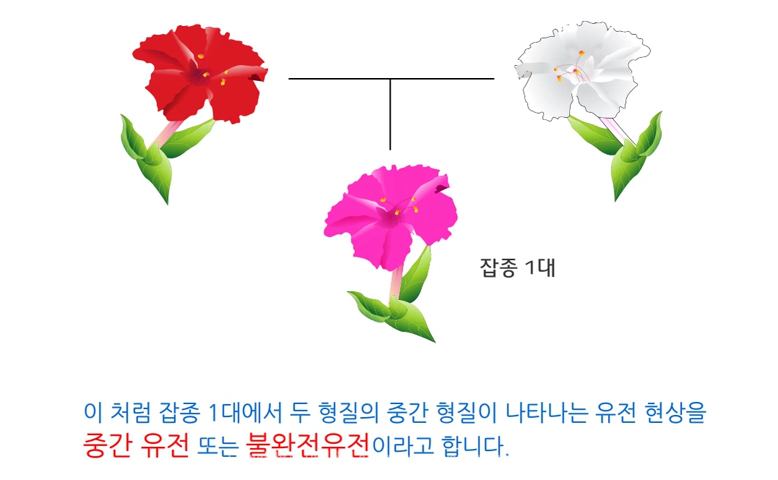 잡종 1대
이 처럼 잡종 1대에서 두 형질의 중간 형질이 나타나는 유전 현상을
중간 유전 또는 불완전유전이라고 합니다.